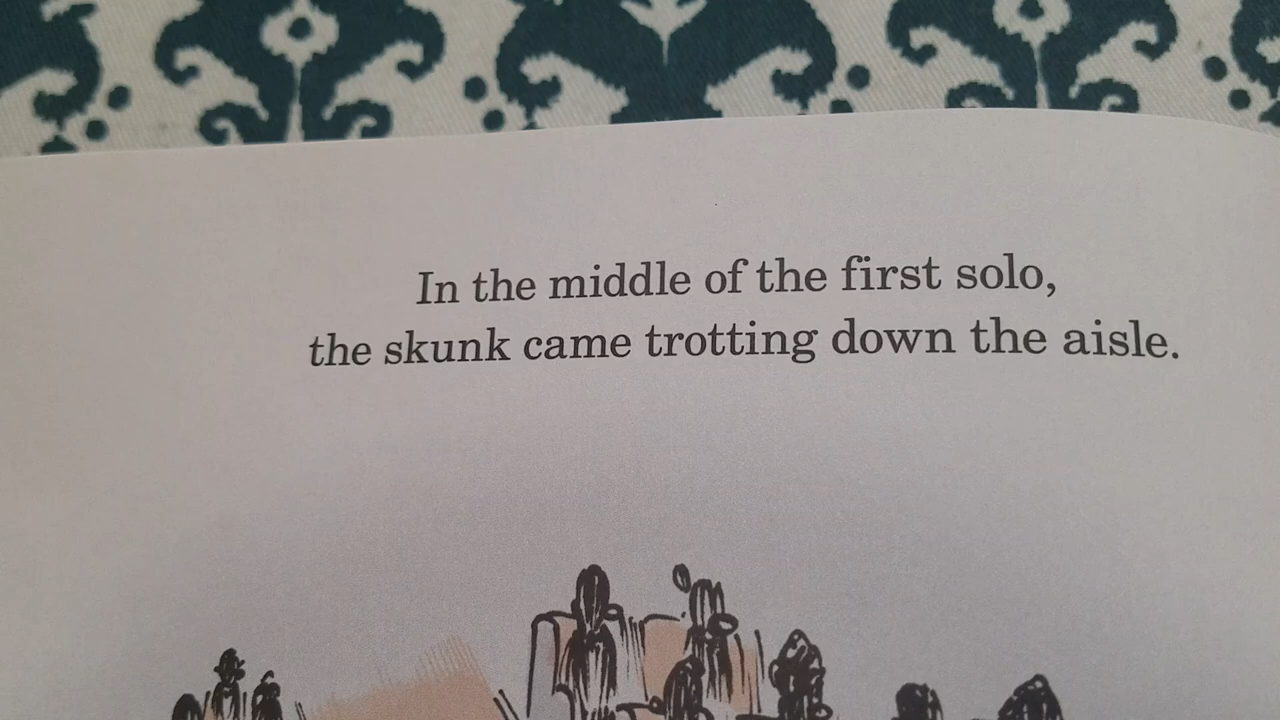 In the middle of the first solo,
the skunk came trotting down the aisle.